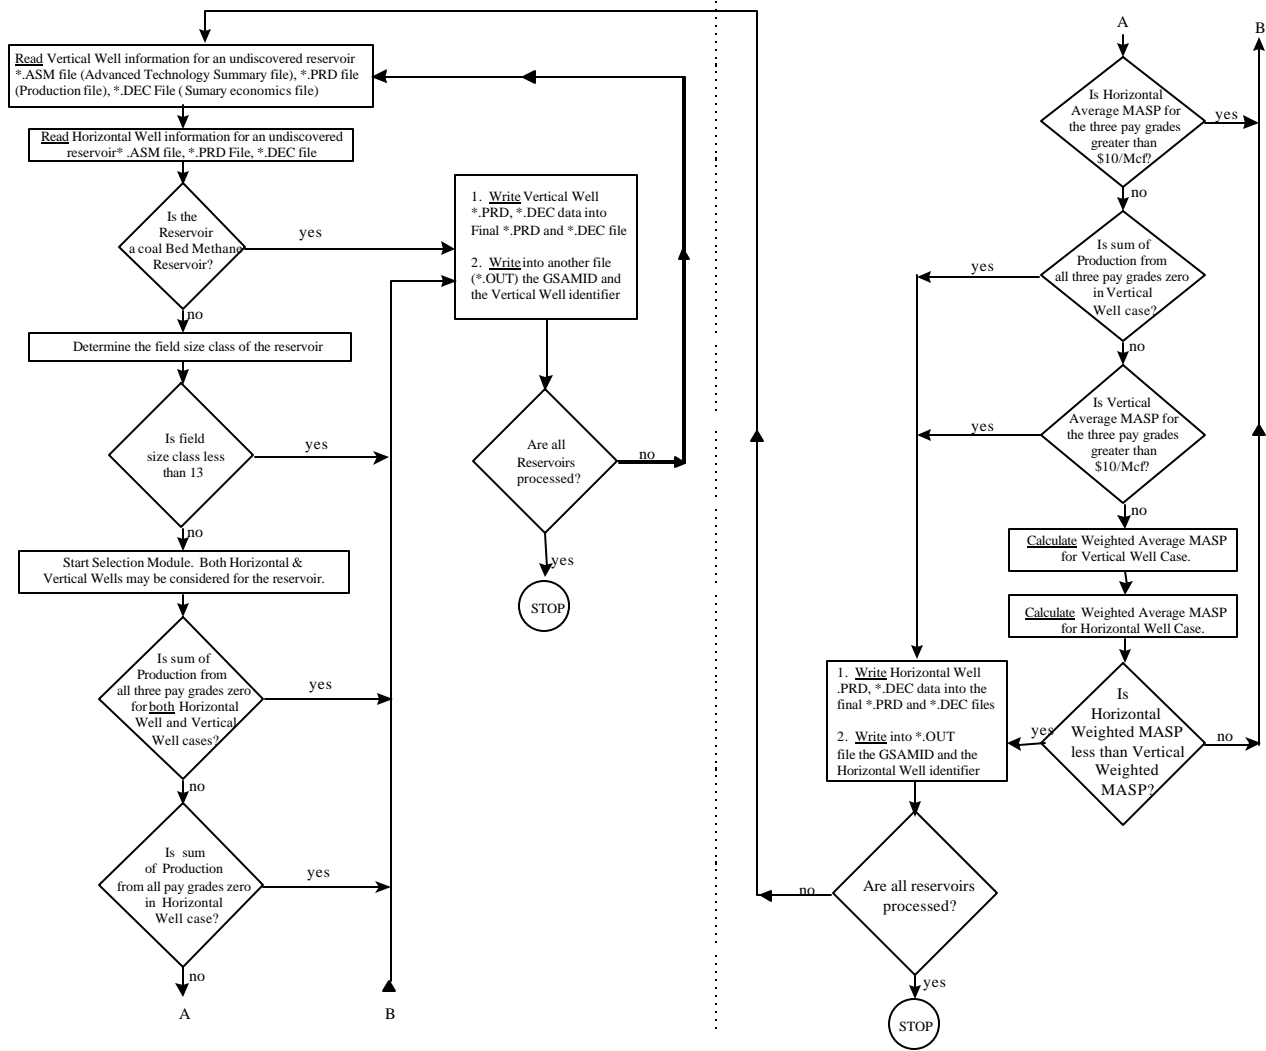 Read Vertical Well information for an undiscovered reservoir
*.ASM file (Advanced Technology Summary file), *.PRD file
(Production file), *.DEC File ( Sumary economics file)
Read Horizontal Well information for an undiscovered
reservoir* .ASM file, *.PRD File, *.DEC file
Is the
Reservoir
a coal Bed Methane
Reservoir?
yes
no
Determine the field size class of the reservoir
Is field
size class less
than 13
yes
no
Start Selection Module. Both Horizontal &
Vertical Wells may be considered for the reservoir.
Is sum of
Production from
all three pay grades zero
for both Horizontal
Well and Vertical
Well cases?
yes
no
Is sum
of Production
from all pay grades zero
in Horizontal
Well case?
yes
no
A
B
1. Write Vertical Well
*.PRD, *.DEC data into
Final *.PRD and *.DEC file
2. Write into another file
(*.OUT) the GSAMID and
the Vertical Well identifier
Are all
Reservoirs
processed?
no
yes
STOP
A
B
Is Horizontal
Average MASP for
the three pay grades
greater than
$10/Mcf?
yes
no
Is sum of
Production from
all three pay grades zero
in Vertical
Well case?
yes
no
Is Vertical
Average MASP for
the three pay grades
greater than
$10/Mcf?
yes
no
Calculate Weighted Average MASP
for Vertical Well Case.
Calculate Weighted Average MASP
for Horizontal Well Case.
Is
Horizontal
Weighted MASP
less than Vertical
Weighted
MASP?
yes
no
1. Write Horizontal Well
.PRD, *.DEC data into the
final *.PRD and *.DEC files
2. Write into *.OUT
file the GSAMID and the
Horizontal Well identifier
Are all reservoirs
processed?
no
yes
STOP